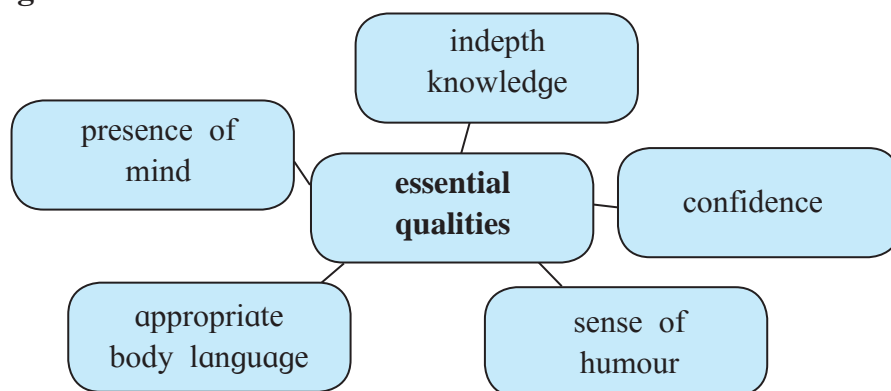 indepth
knowledge
presence of
mind
essential
qualities
confidence
appropriate
body language
sense of
humour